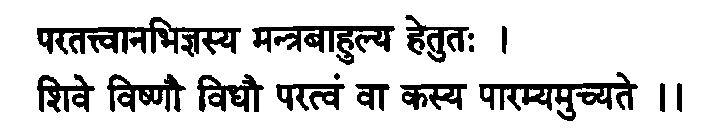 परतत्त्वानभिज्ञस्य मन्त्रबाहुल्य हेतुतः ।
शिवे विष्णौ विधौ परत्वं वा कस्य पारम्यमुच्यते ।।